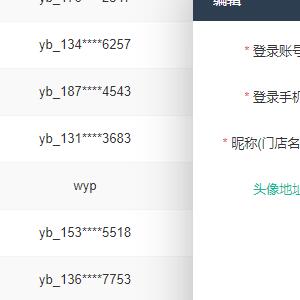 编辑
yb_134****6257
* 登录账号
yb_187****4543
* 登录手机
yb_131****3683
* 昵称(门店名
wyp
头像地址
yb_153****5518
yb_136****7753